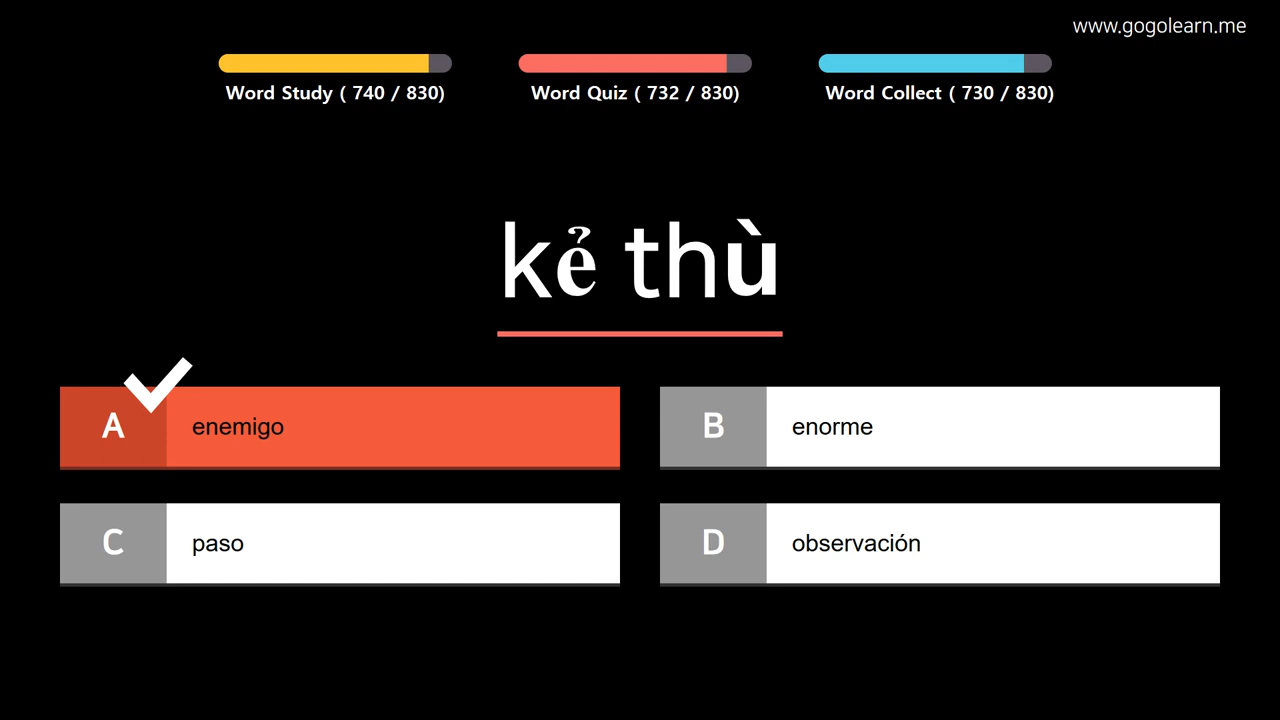 www.gogolearn.me
Word Study ( 740 / 830)
Word Quiz ( 732 / 830)
Word Collect ( 730 / 830)
kẻ thù
A enemigo
B enorme
C paso
D observación